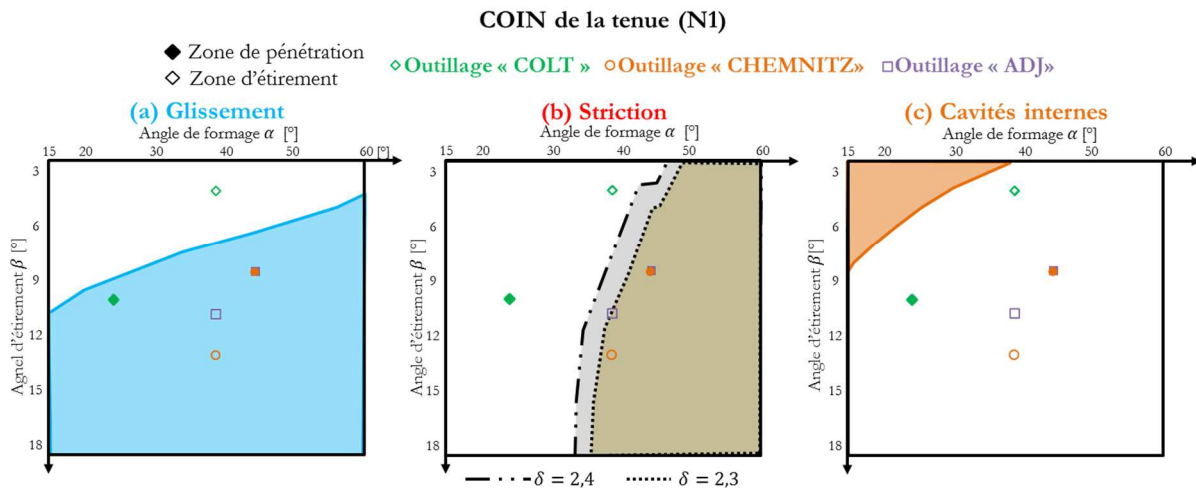 COIN de la tenue (N1)
Zone de pénétration
Zone d'étirement
Outillage « COLT » Outillage « CHEMNITZ» Outillage « ADJ»
(a) Glissement
Angle de formage α [°]
15 20 30 40 50 60 [°]
3
6
9
12
15
18
Agnel d'étirement β [°]
(b) Striction
Angle de formage α [°]
15 20 30 40 50 60
3
6
9
12
15
18
Angle d'étirement β [°]
δ = 2,4 δ = 2,3
(c) Cavités internes
Angle de formage α [°]
15 20 30 40 50 60
3
6
9
12
15
18
Angle d'étirement β [°]